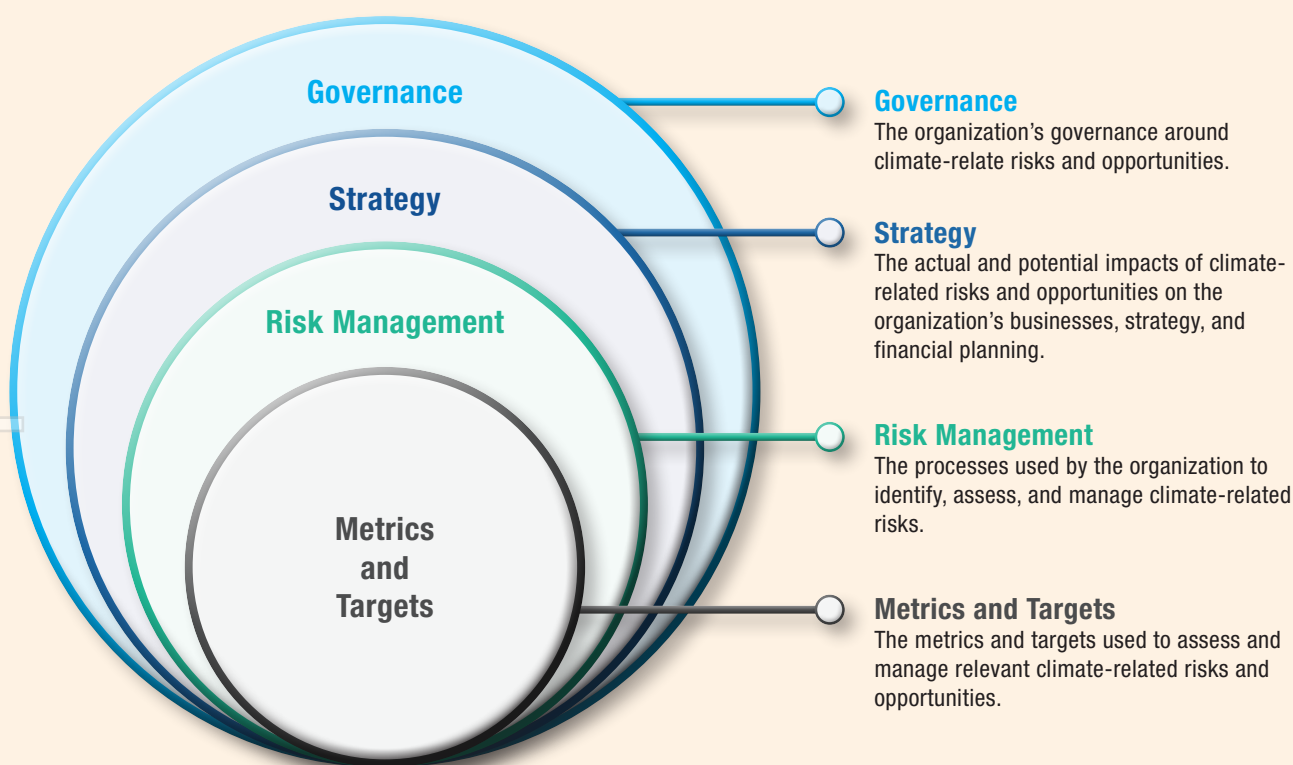 Governance
Strategy
Risk Management
Metrics
and
Targets
Governance
The organization’s governance around
climate-relate risks and opportunities.
Strategy
The actual and potential impacts of climate-
related risks and opportunities on the
organization’s businesses, strategy, and
financial planning.
Risk Management
The processes used by the organization to
identify, assess, and manage climate-related
risks.
Metrics and Targets
The metrics and targets used to assess and
manage relevant climate-related risks and
opportunities.